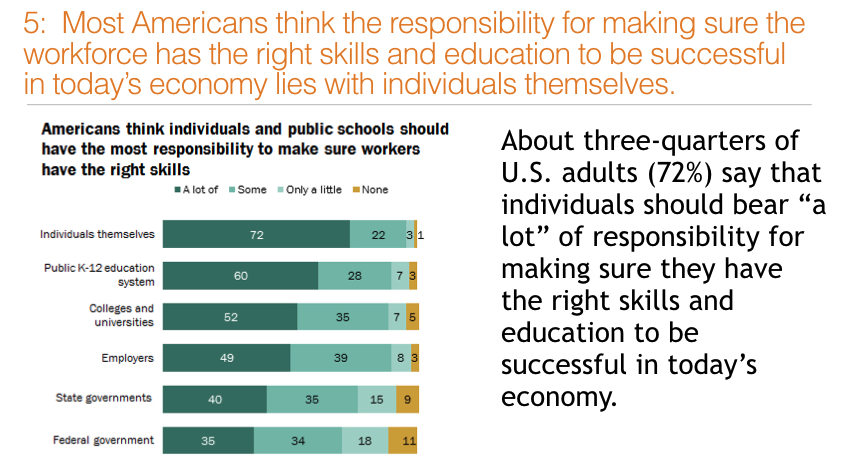 5:  Most Americans think the responsibility for making sure the
workforce has the right skills and education to be successful
in today’s economy lies with individuals themselves.
Americans think individuals and public schools should
have the most responsibility to make sure workers
have the right skills
A lot of Some Only a little None
Individuals themselves 72 22 3 1
Public K-12 education
system 60 28 7 3
Colleges and
universities 52 35 7 5
Employers 49 39 8 3
State governments 40 35 15 9
Federal government 35 34 18 11
About three-quarters of
U.S. adults (72%) say that
individuals should bear “a
lot” of responsibility for
making sure they have
the right skills and
education to be
successful in today’s
economy.